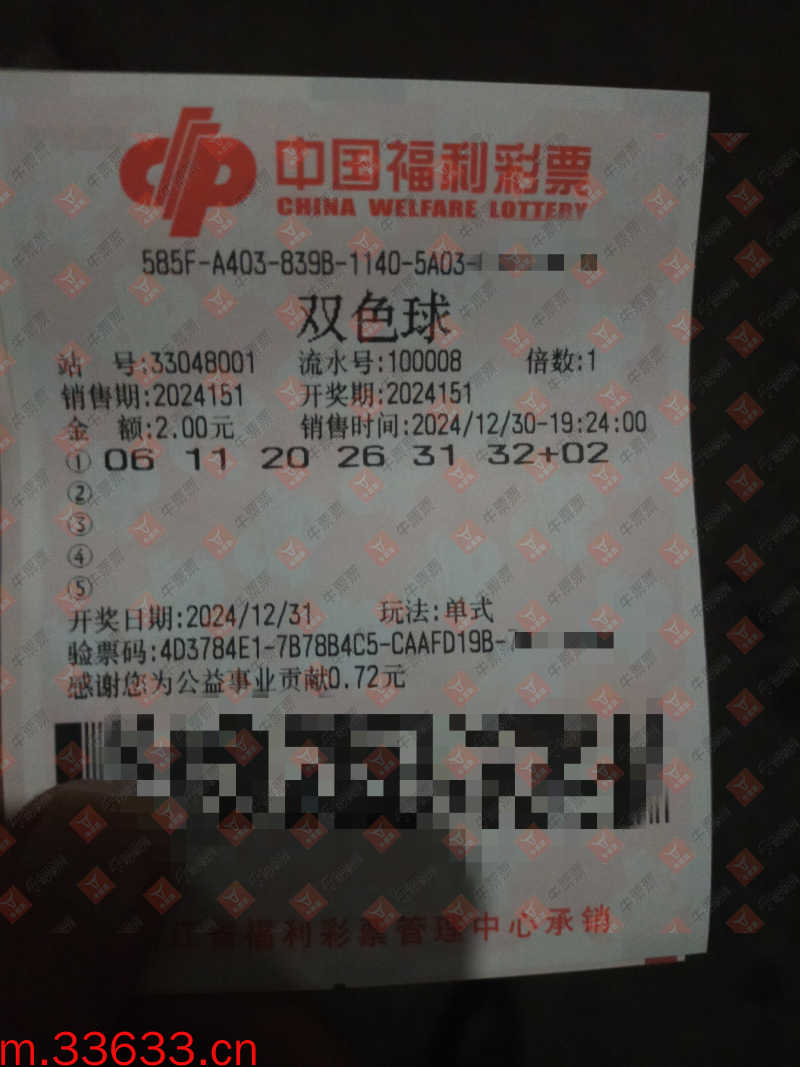 中国福利彩票
CHINA WELFARE LOTTERY
585F-A403-839B-1140-5A03-
双色球
站 号:33048001 流水号:100008 倍数:1
销售期:2024151 开奖期:2024151
金 额:2.00元 销售时间:2024/12/30-19:24:00
① 06 11 20 26 31 32+02
②
③
④
⑤
开奖日期:2024/12/31 玩法:单式
验票码:4D3784E1-7B78B4C5-CAAFD19B-
感谢您为公益事业贡献0.72元
江省福利彩票管理中心承销
牛票票
m.33633.cn